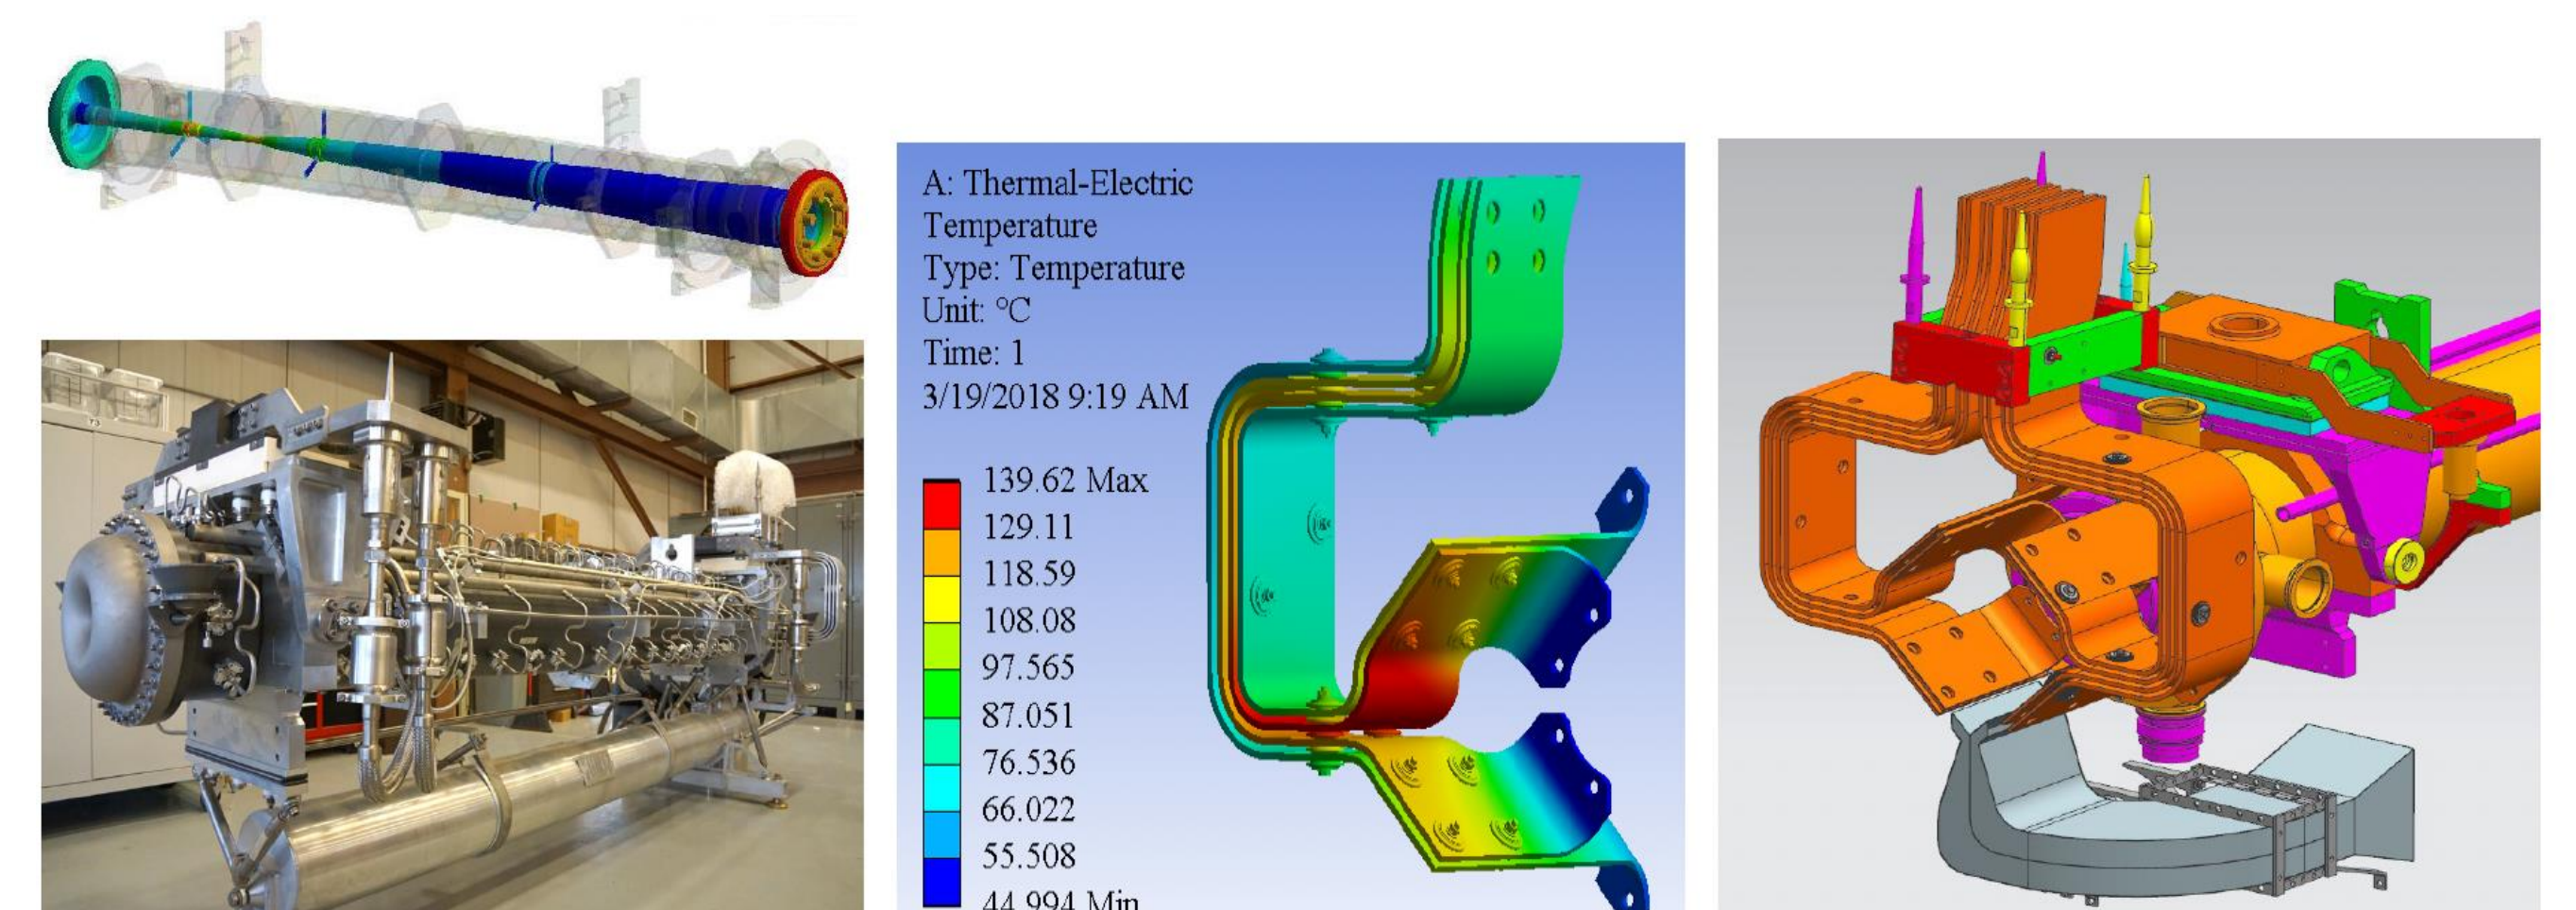 A: Thermal-Electric
Temperature
Type: Temperature
Unit: °C
Time: 1
3/19/2018 9:19 AM
139.62 Max
129.11
118.59
108.08
97.565
87.051
76.536
66.022
55.508
44.994 Min